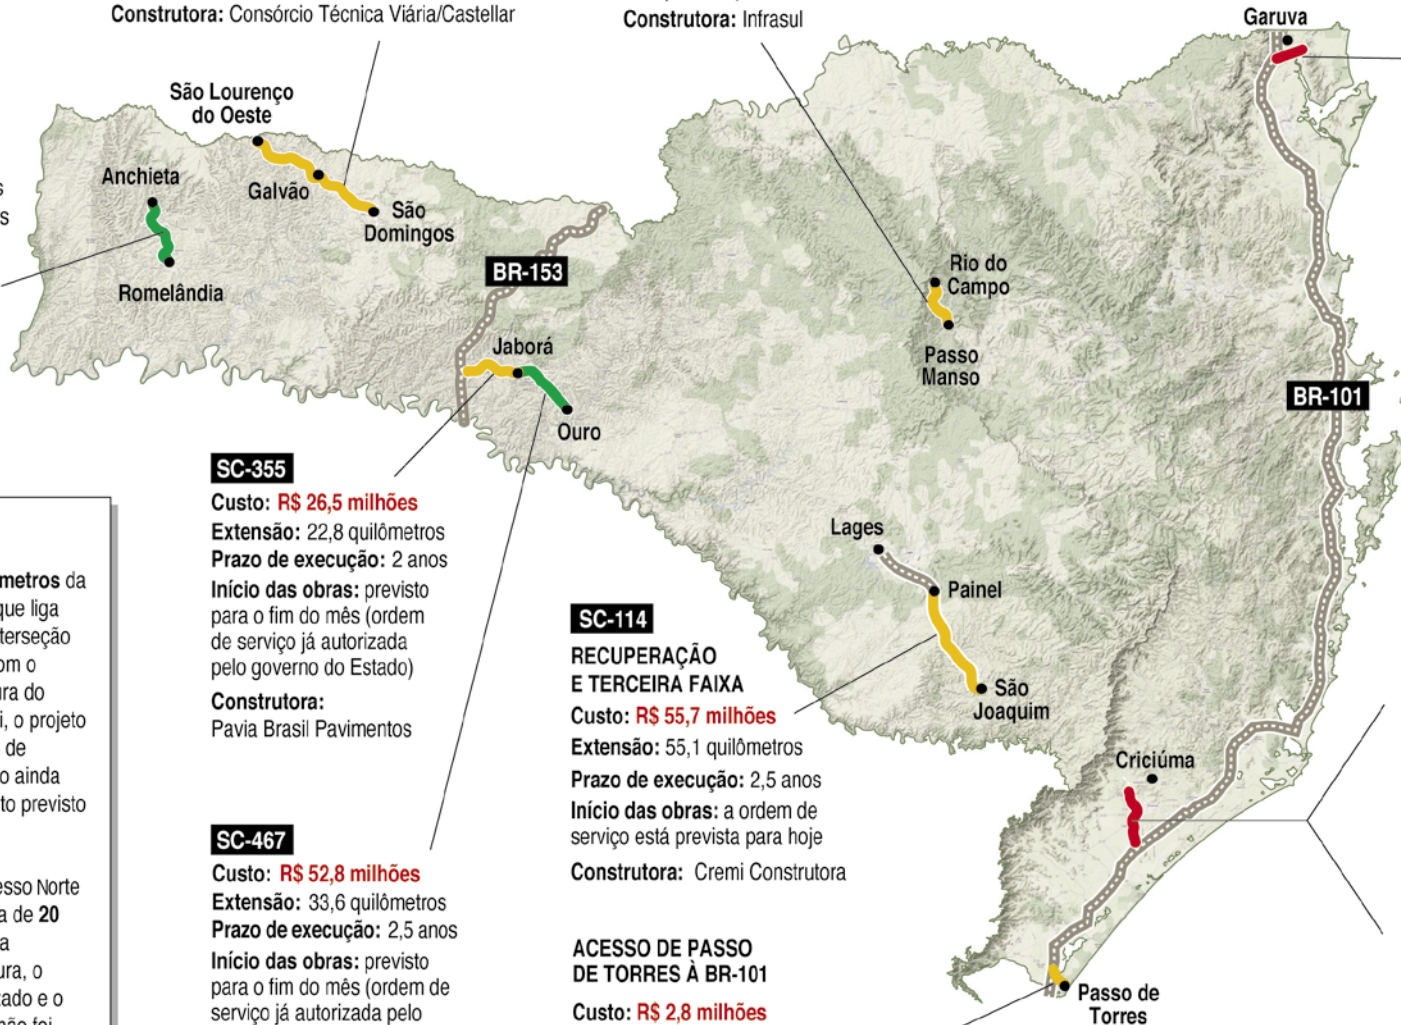 Construtora: Consórcio Técnica Viária/Castellar
Construtora: Infrasul
Garuva
São Lourenço
do Oeste
Anchieta
Galvão
São
Domingos
Romelândia
BR-153
Rio do
Campo
Passo
Manso
Jaborá
Ouro
BR-101
SC-355
Custo: R$ 26,5 milhões
Extensão: 22,8 quilômetros
Prazo de execução: 2 anos
Início das obras: previsto
para o fim do mês (ordem
de serviço já autorizada
pelo governo do Estado)
Construtora:
Pavia Brasil Pavimentos
Lages
Painel
São
Joaquim
SC-114
RECUPERAÇÃO
E TERCEIRA FAIXA
Custo: R$ 55,7 milhões
Extensão: 55,1 quilômetros
Prazo de execução: 2,5 anos
Início das obras: a ordem de
serviço está prevista para hoje
Construtora: Cremi Construtora
Criciúma
metros da
que liga
terseção
om o
ura do
i, o projeto
de
o ainda
to previsto
esso Norte
a de 20
a
ura, o
zado e o
SC-467
Custo: R$ 52,8 milhões
Extensão: 33,6 quilômetros
Prazo de execução: 2,5 anos
Início das obras: previsto
para o fim do mês (ordem de
serviço já autorizada pelo
ACESSO DE PASSO
DE TORRES À BR-101
Custo: R$ 2,8 milhões
Passo de
Torres